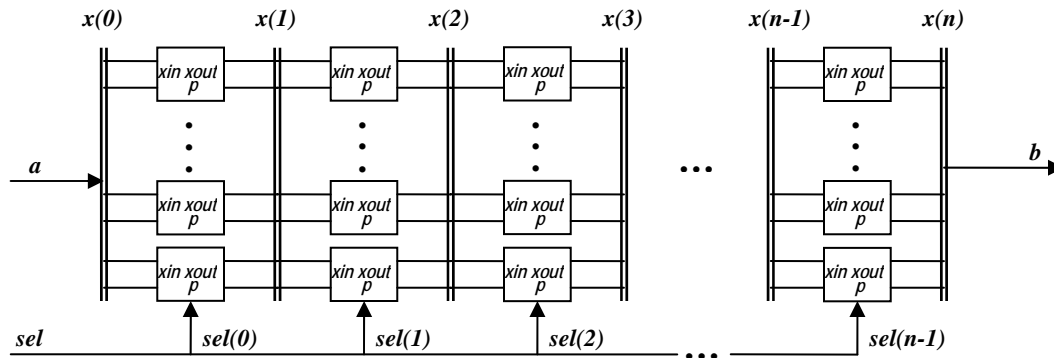 x(0) x(1) x(2) x(3) x(n-1) x(n)
xin xout xin xout xin xout xin xout
p p p p
a b
xin xout xin xout xin xout xin xout
p p p p
xin xout xin xout xin xout xin xout
p p p p
sel sel(0) sel(1) sel(2) sel(n-1)